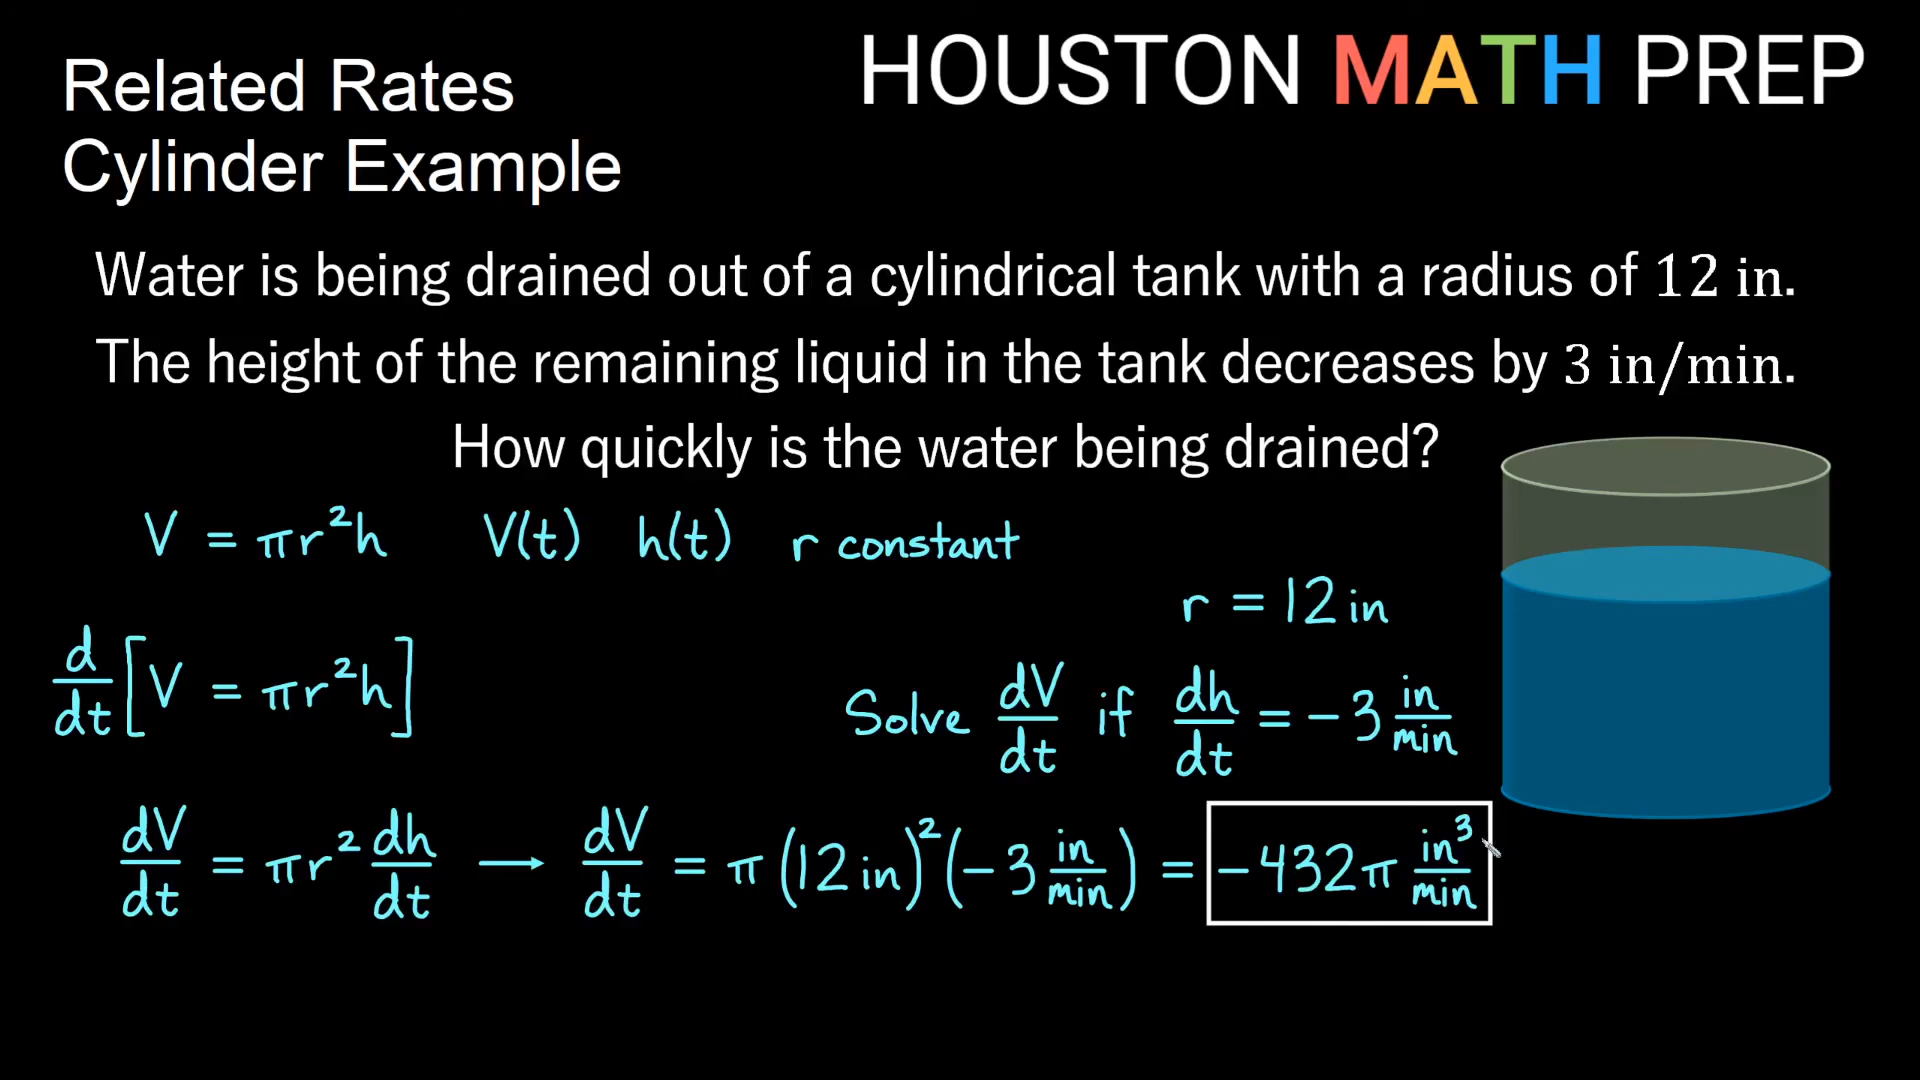 Related Rates
Cylinder Example
HOUSTON MATH PREP
Water is being drained out of a cylindrical tank with a radius of 12 in.
The height of the remaining liquid in the tank decreases by 3 in/min.
How quickly is the water being drained?
V = πr²h V(t) h(t) r constant
r = 12 in
d/dt [V = πr²h]
Solve dV/dt if dh/dt = −3 in/min
dV/dt = πr² dh/dt → dV/dt = π(12 in)²(−3 in/min) = −432π in³/min